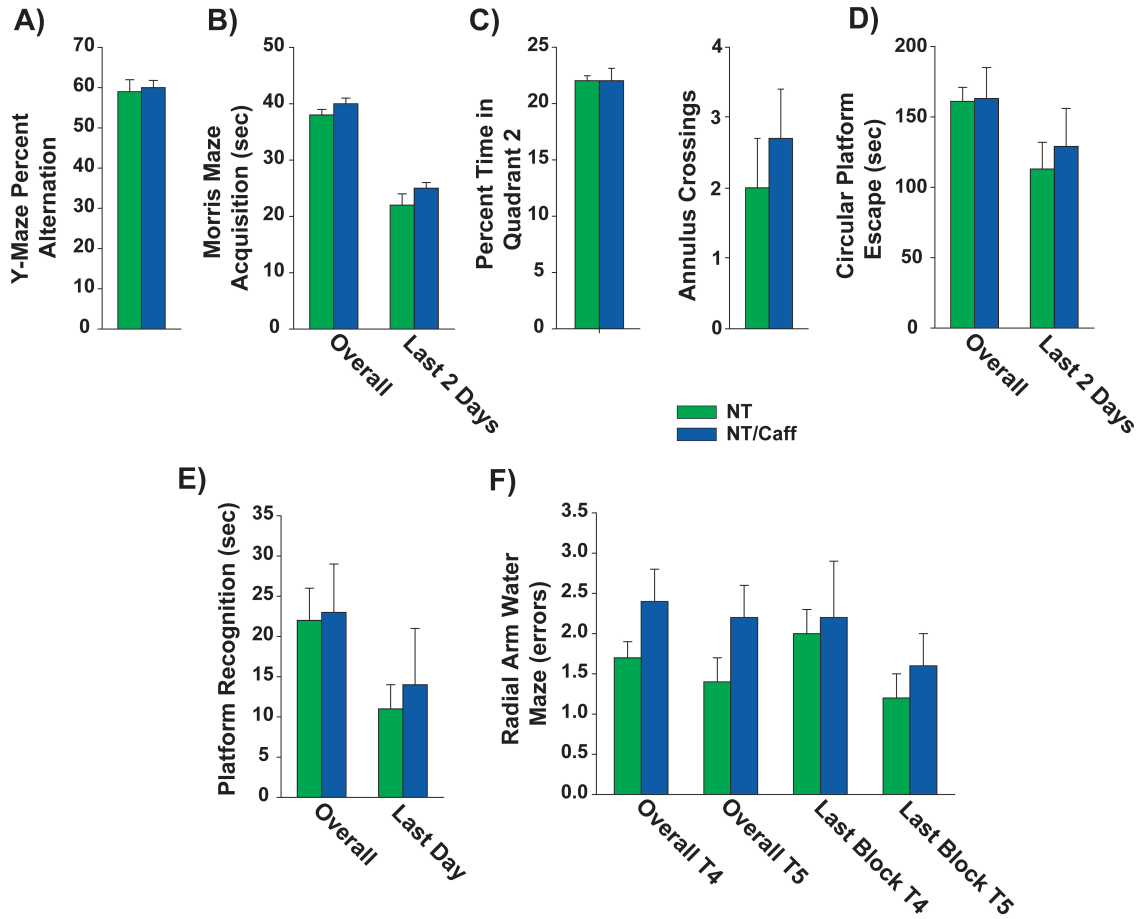 A)
Y-Maze Percent
Alternation
70
60
50
40
30
20
10
0
B)
Morris Maze
Acquisition (sec)
50
40
30
20
10
0
Overall
Last 2 Days
C)
Percent Time in
Quadrant 2
25
20
15
10
5
0
Annulus Crossings
4
3
2
1
0
D)
Circular Platform
Escape (sec)
200
150
100
50
0
Overall
Last 2 Days
NT
NT/Caff
E)
Platform Recognition (sec)
35
30
25
20
15
10
5
0
Overall
Last Day
F)
Radial Arm Water
Maze (errors)
3.5
3.0
2.5
2.0
1.5
1.0
0.5
0.0
Overall T4
Overall T5
Last Block T4
Last Block T5